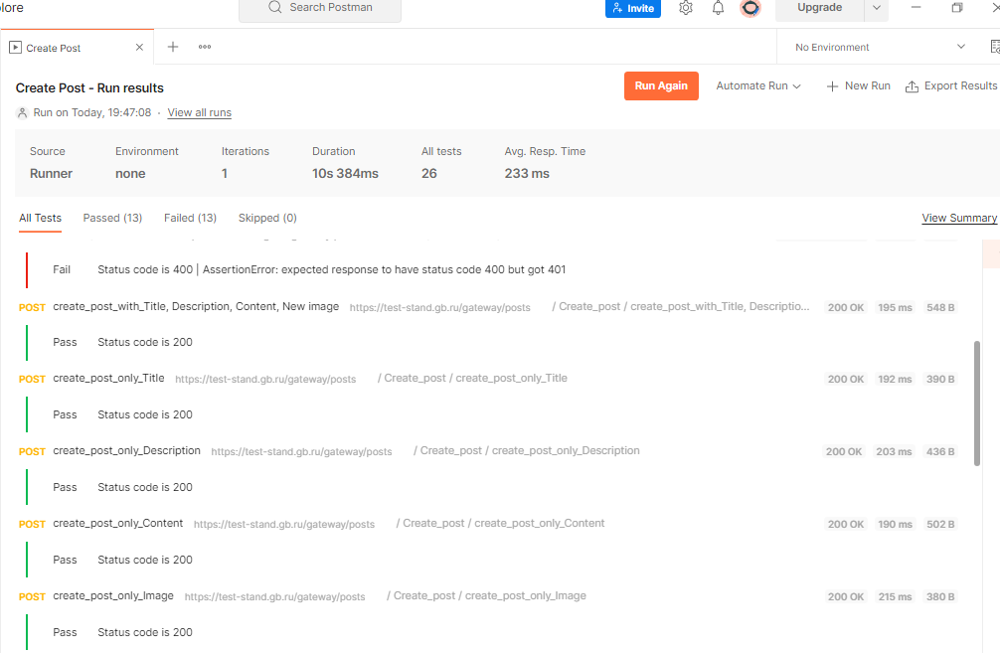 lore
Search Postman
Invite
Upgrade
Create Post
No Environment
Create Post - Run results
Run Again
Automate Run
New Run
Export Results
Run on Today, 19:47:08 · View all runs
Source Environment Iterations Duration All tests Avg. Resp. Time
Runner none 1 10s 384ms 26 233 ms
All Tests Passed (13) Failed (13) Skipped (0) View Summary
Fail Status code is 400 | AssertionError: expected response to have status code 400 but got 401
POST create_post_with_Title, Description, Content, New image https://test-stand.gb.ru/gateway/posts / Create_post / create_post_with_Title, Descriptio... 200 OK 195 ms 548 B
Pass Status code is 200
POST create_post_only_Title https://test-stand.gb.ru/gateway/posts / Create_post / create_post_only_Title 200 OK 192 ms 390 B
Pass Status code is 200
POST create_post_only_Description https://test-stand.gb.ru/gateway/posts / Create_post / create_post_only_Description 200 OK 203 ms 436 B
Pass Status code is 200
POST create_post_only_Content https://test-stand.gb.ru/gateway/posts / Create_post / create_post_only_Content 200 OK 190 ms 502 B
Pass Status code is 200
POST create_post_only_Image https://test-stand.gb.ru/gateway/posts / Create_post / create_post_only_Image 200 OK 215 ms 380 B
Pass Status code is 200